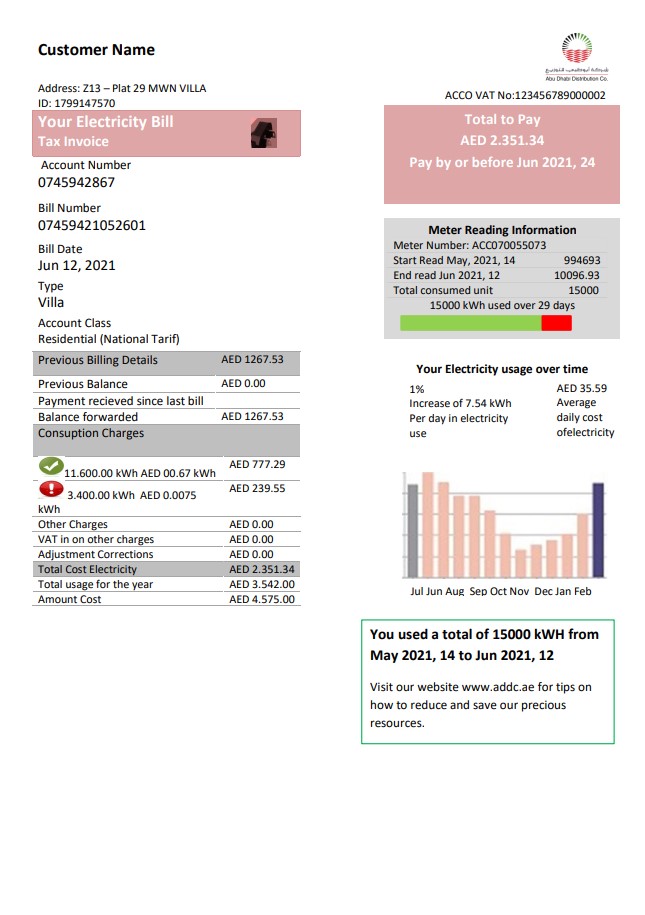 Customer Name
Abu Dhabi Distribution Co.
Address: Z13 – Plat 29 MWN VILLA
ID: 1799147570
ACCO VAT No:123456789000002
Your Electricity Bill
Tax Invoice
Total to Pay
AED 2.351.34
Pay by or before Jun 2021, 24
Account Number
0745942867
Bill Number
07459421052601
Bill Date
Jun 12, 2021
Type
Villa
Account Class
Residential (National Tarif)
Meter Reading Information
Meter Number: ACC070055073
Start Read May, 2021, 14 994693
End read Jun 2021, 12 10096.93
Total consumed unit 15000
15000 kWh used over 29 days
Previous Billing Details AED 1267.53
Previous Balance AED 0.00
Payment recieved since last bill
Balance forwarded AED 1267.53
Consuption Charges
11.600.00 kWh AED 00.67 kWh AED 777.29
3.400.00 kWh AED 0.0075 AED 239.55
kWh
Other Charges AED 0.00
VAT in on other charges AED 0.00
Adjustment Corrections AED 0.00
Total Cost Electricity AED 2.351.34
Total usage for the year AED 3.542.00
Amount Cost AED 4.575.00
Your Electricity usage over time
1%
Increase of 7.54 kWh
Per day in electricity
use
AED 35.59
Average
daily cost
ofelectricity
Jul Jun Aug Sep Oct Nov Dec Jan Feb
You used a total of 15000 kWH from
May 2021, 14 to Jun 2021, 12
Visit our website www.addc.ae for tips on
how to reduce and save our precious
resources.